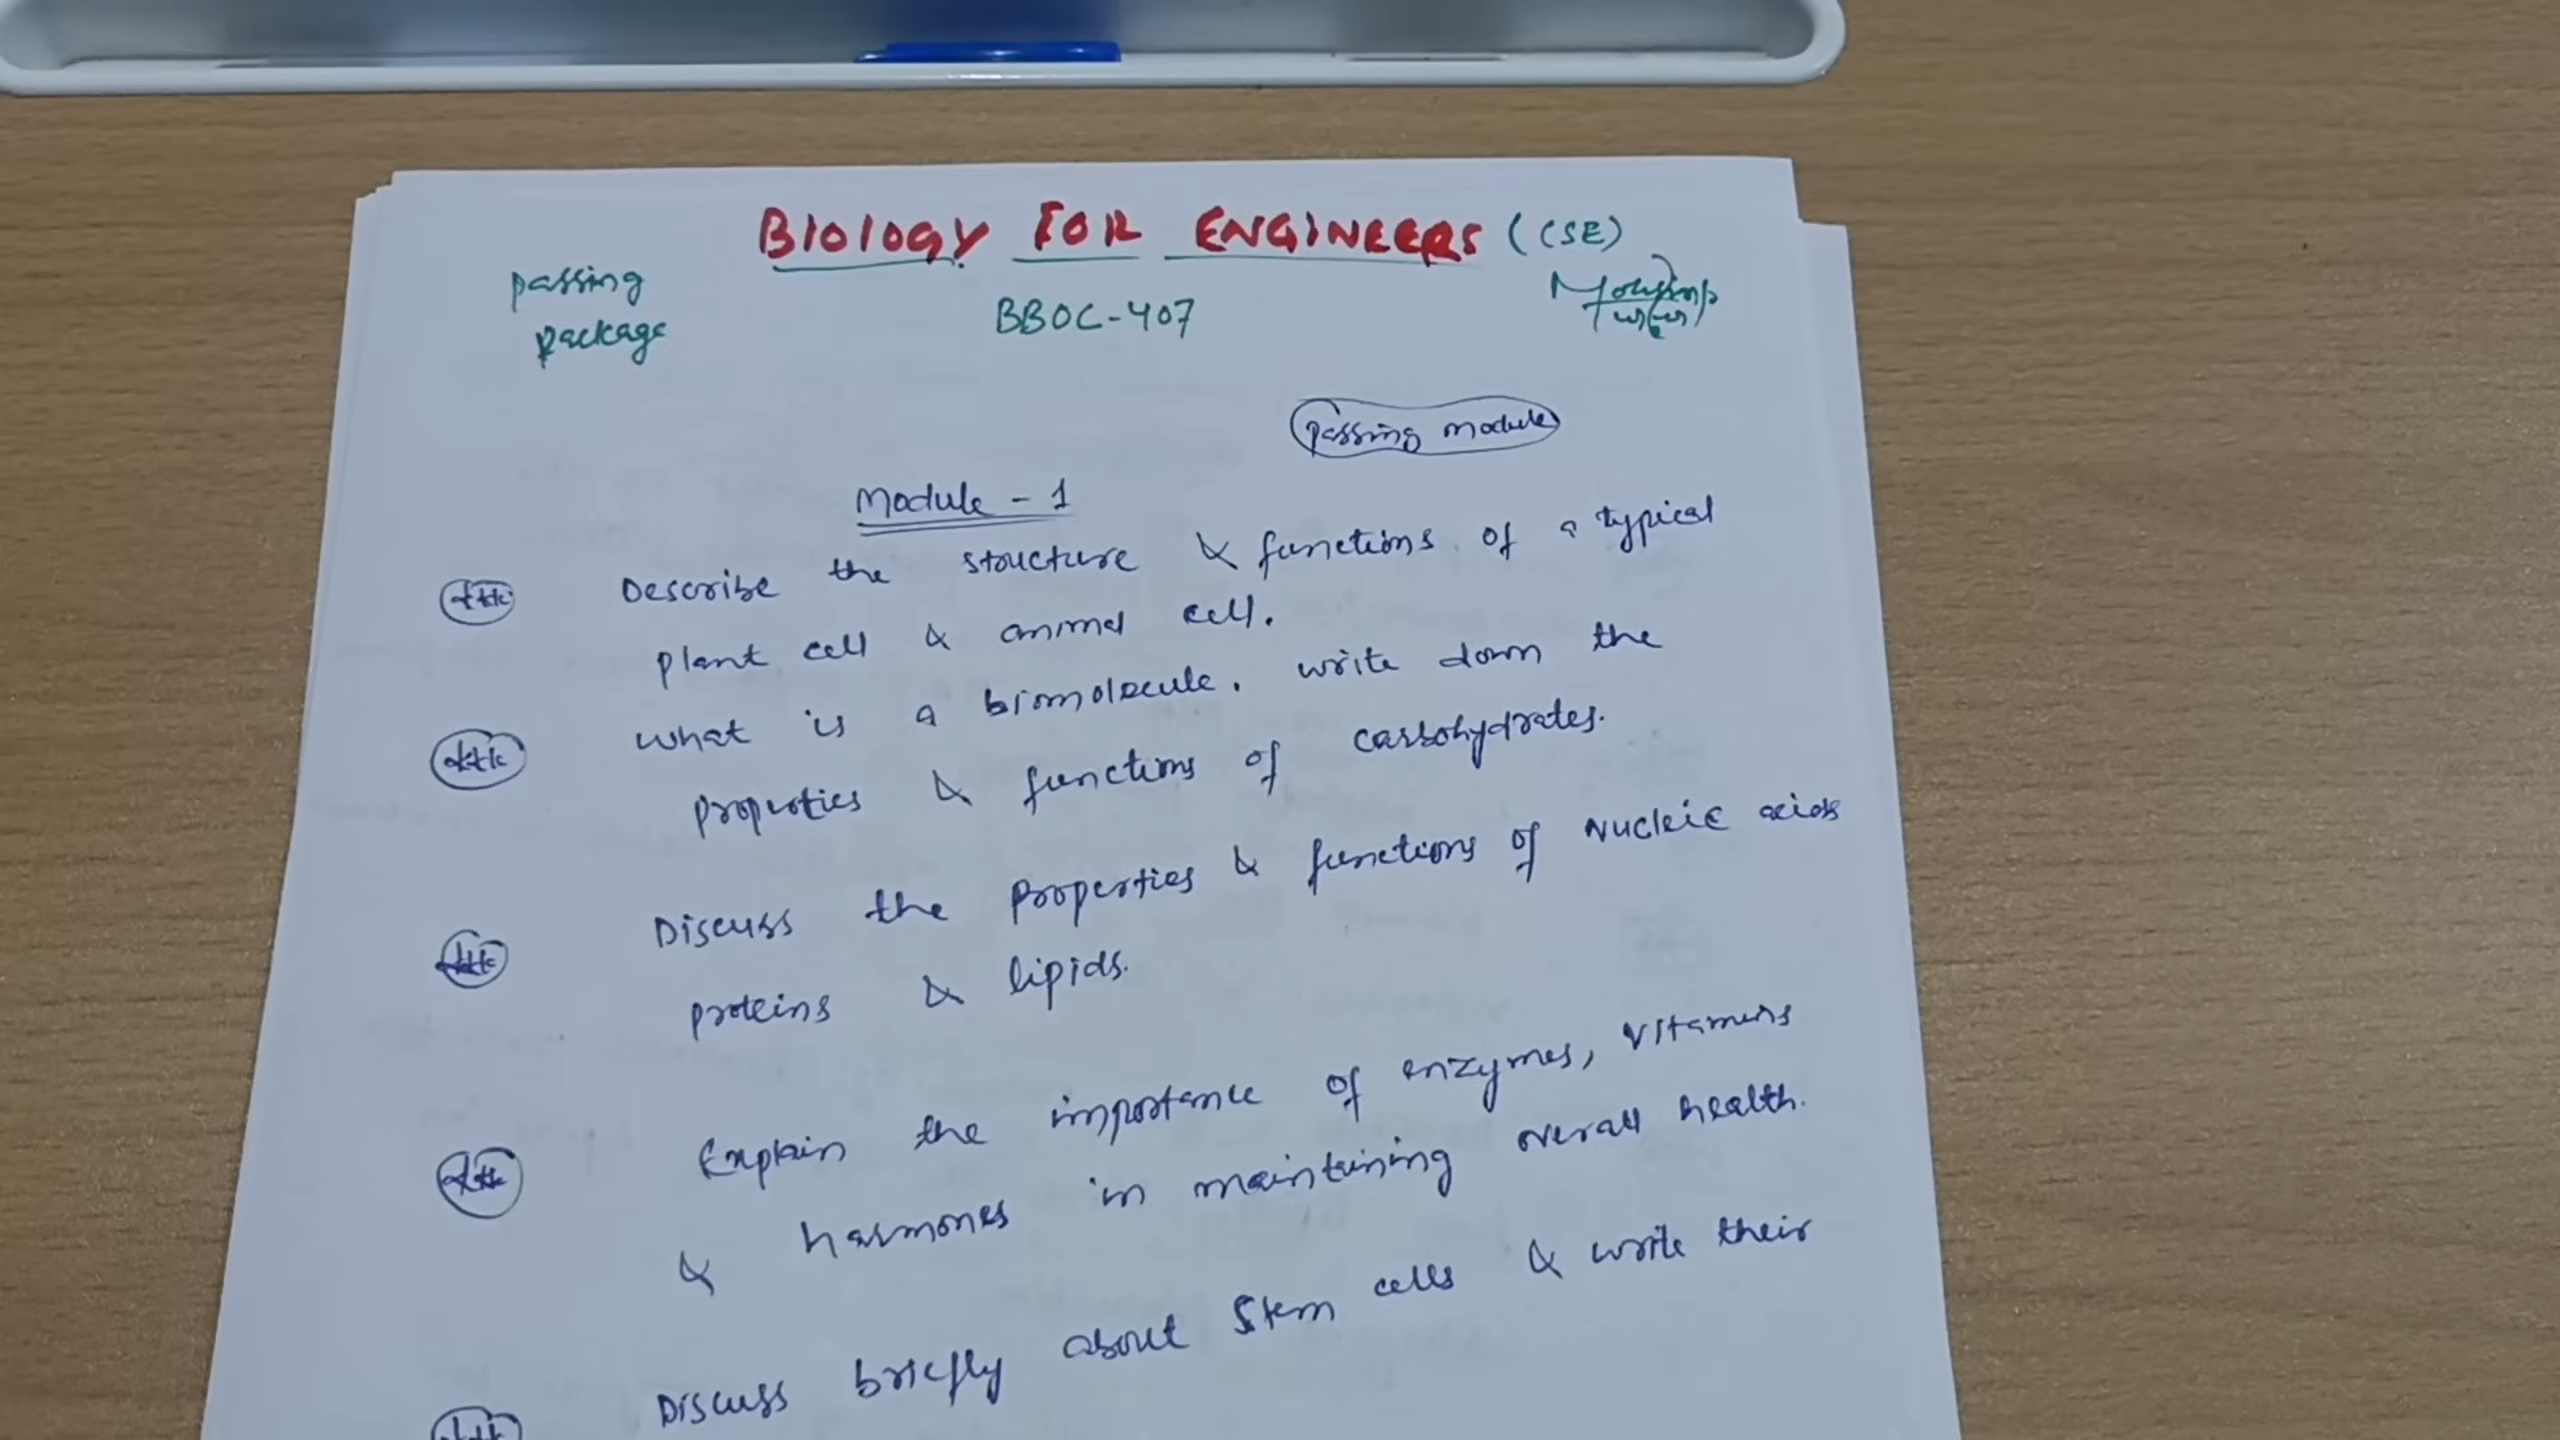 BIOLOGY FOR ENGINEERS (CSE)
passing
package
BBOC-407
passing module
Module - 1
Describe the structure & functions of a typical
plant cell & animal cell.
what is a biomolecule. write down the
properties & functions of carbohydrates.
Discuss the properties & functions of Nucleic acids
proteins & lipids.
Explain the importance of enzymes, vitamins
& harmones in maintaining overall health.
Discuss briefly about stem cells & write their